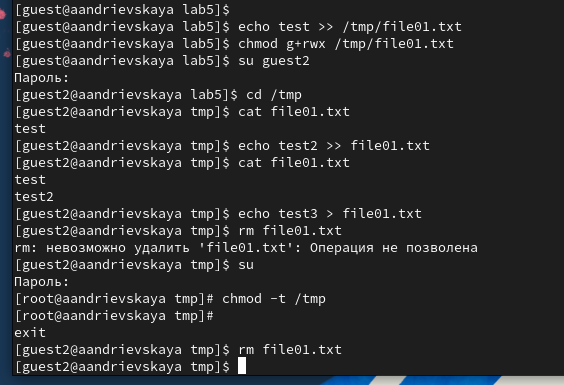 [guest@aandrievskaya lab5]$
[guest@aandrievskaya lab5]$ echo test >> /tmp/file01.txt
[guest@aandrievskaya lab5]$ chmod g+rwx /tmp/file01.txt
[guest@aandrievskaya lab5]$ su guest2
Пароль:
[guest2@aandrievskaya lab5]$ cd /tmp
[guest2@aandrievskaya tmp]$ cat file01.txt
test
[guest2@aandrievskaya tmp]$ echo test2 >> file01.txt
[guest2@aandrievskaya tmp]$ cat file01.txt
test
test2
[guest2@aandrievskaya tmp]$ echo test3 > file01.txt
[guest2@aandrievskaya tmp]$ rm file01.txt
rm: невозможно удалить 'file01.txt': Операция не позволена
[guest2@aandrievskaya tmp]$ su
Пароль:
[root@aandrievskaya tmp]# chmod -t /tmp
[root@aandrievskaya tmp]#
exit
[guest2@aandrievskaya tmp]$ rm file01.txt
[guest2@aandrievskaya tmp]$